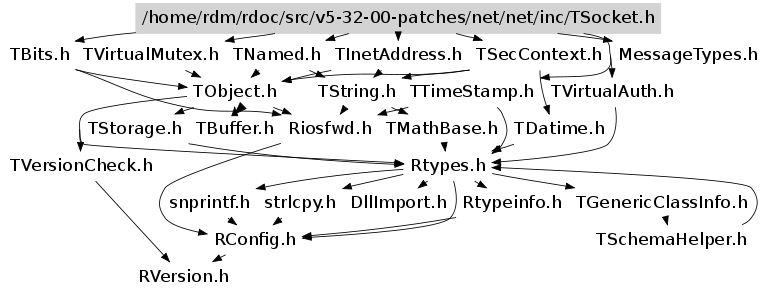 /home/rdm/rdoc/src/v5-32-00-patches/net/net/inc/TSocket.h
TBits.h TVirtualMutex.h TNamed.h TInetAddress.h TSecContext.h MessageTypes.h
TObject.h TString.h TTimeStamp.h TVirtualAuth.h
TStorage.h TBuffer.h Riosfwd.h TMathBase.h TDatime.h
TVersionCheck.h Rtypes.h
snprintf.h strlcpy.h DllImport.h Rtypeinfo.h TGenericClassInfo.h
RConfig.h TSchemaHelper.h
RVersion.h